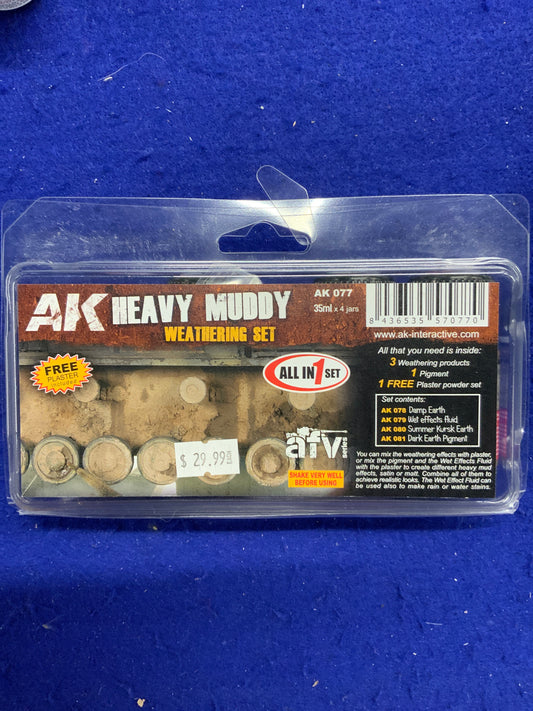 AK HEAVY MUDDY
WEATHERING SET
AK 077
35ml x 4 jars
8 436535 570770
www.ak-interactive.com
FREE
PLASTER
included
ALL IN 1 SET
$ 29.99
afv
series
SHAKE VERY WELL
BEFORE USING
All that you need is inside:
3 Weathering products
1 Pigment
1 FREE Plaster powder set
Set contents:
AK 078 Damp Earth
AK 079 Wet effects fluid
AK 080 Summer Kursk Earth
AK 081 Dark Earth Pigment
You can mix the weathering effects with plaster,
or mix the pigment and the Wet Effects Fluid
with the plaster to create different heavy mud
effects, satin or matt. Combine all of them to
achieve realistic looks. The Wet Effect Fluid can
be used also to make rain or water stains.